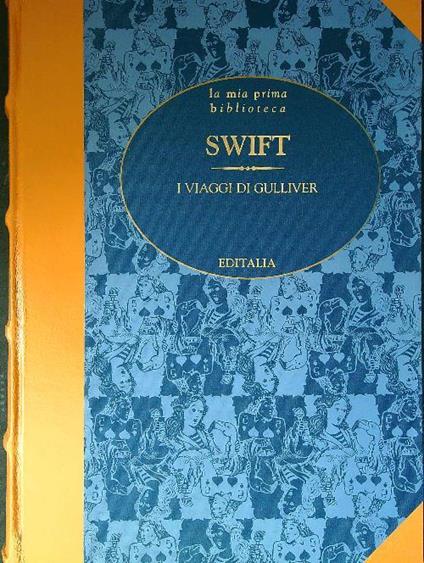 la mia prima
biblioteca
SWIFT
I VIAGGI DI GULLIVER
EDITALIA